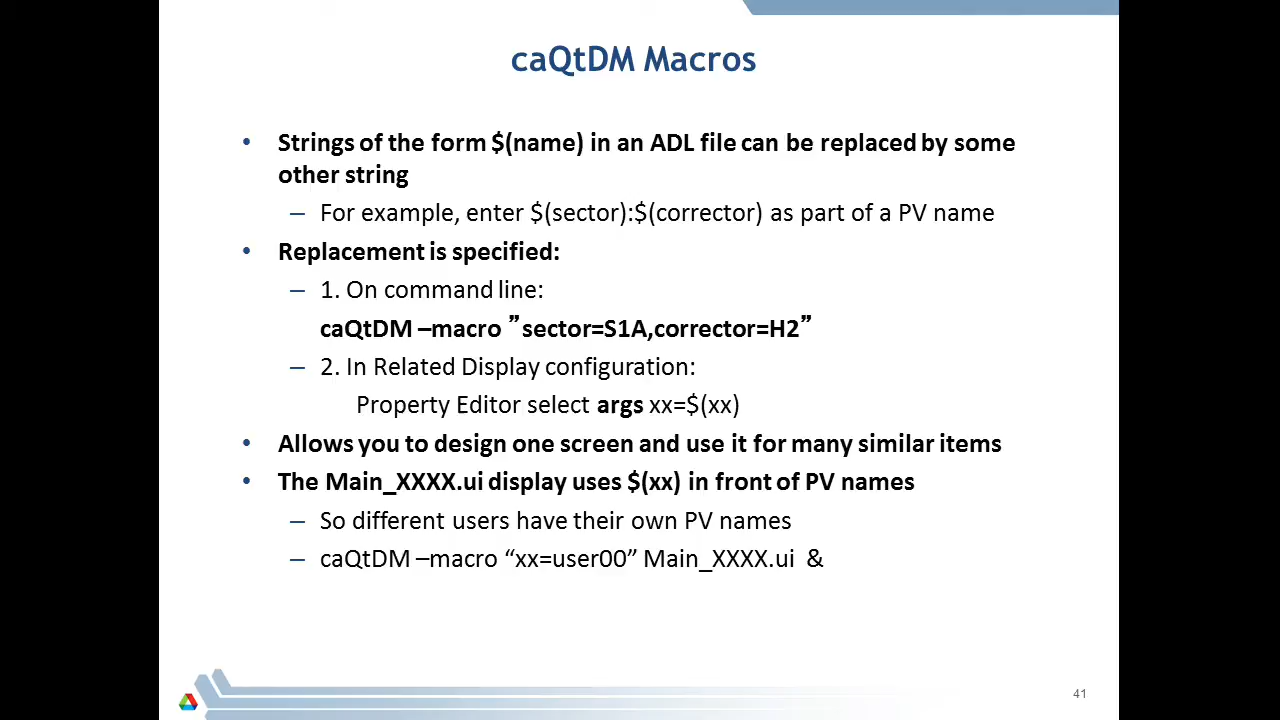 caQtDM Macros
• Strings of the form $(name) in an ADL file can be replaced by some
other string
– For example, enter $(sector):$(corrector) as part of a PV name
• Replacement is specified:
– 1. On command line:
caQtDM –macro ”sector=S1A,corrector=H2”
– 2. In Related Display configuration:
Property Editor select args xx=$(xx)
• Allows you to design one screen and use it for many similar items
• The Main_XXXX.ui display uses $(xx) in front of PV names
– So different users have their own PV names
– caQtDM –macro “xx=user00” Main_XXXX.ui &
41